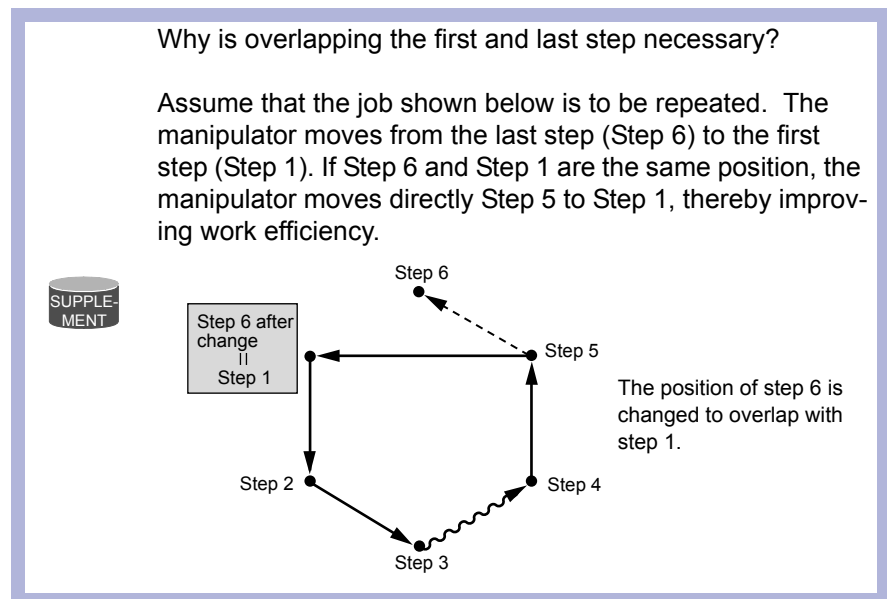 Why is overlapping the first and last step necessary?
Assume that the job shown below is to be repeated.  The
manipulator moves from the last step (Step 6) to the first
step (Step 1). If Step 6 and Step 1 are the same position, the
manipulator moves directly Step 5 to Step 1, thereby improv-
ing work efficiency.
SUPPLE-
MENT
Step 6
Step 6 after
change
=
Step 1
Step 5
The position of step 6 is
changed to overlap with
step 1.
Step 2
Step 4
Step 3